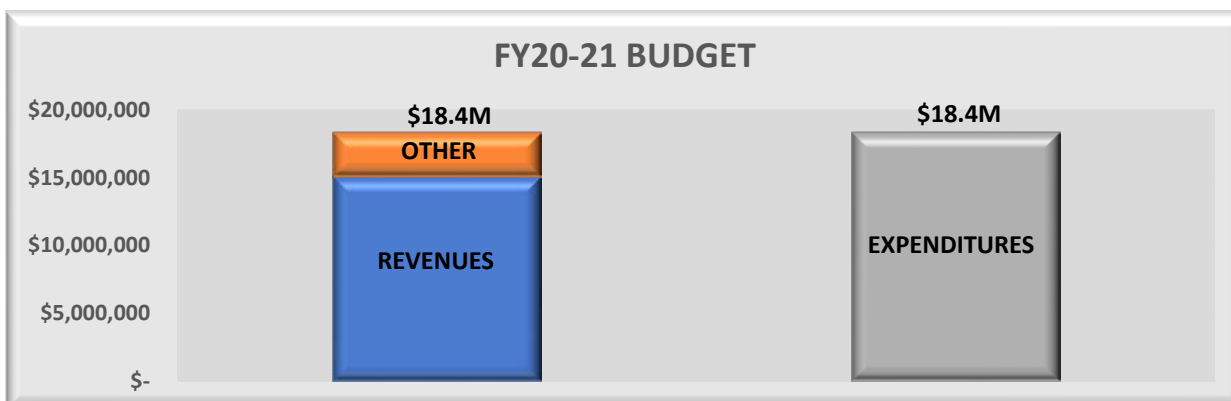 FY20-21 BUDGET
$20,000,000
$15,000,000
$10,000,000
$5,000,000
$-
$18.4M
OTHER
REVENUES
$18.4M
EXPENDITURES